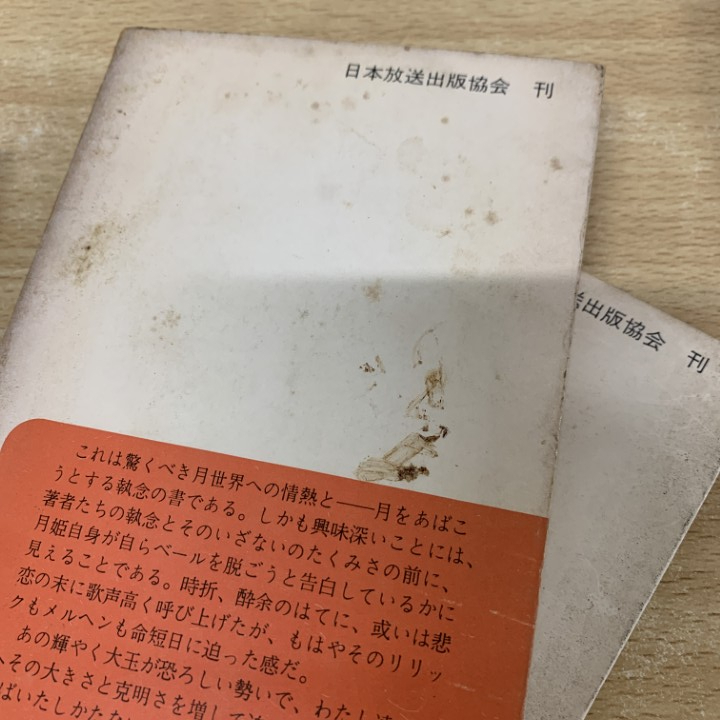 日本放送出版協会 刊
送出版協会 刊
これは驚くべき月世界への情熱と――月をあばこ
うとする執念の書である。しかも興味深いことには、
著者たちの執念とそのいざないのたくみさの前に、
月姫自身が自らベールを脱ごうと告白しているかに
見えることである。時折、酔余のはてに、或いは悲
恋の末に歌声高く呼び上げたが、もはやそのリリッ
クもメルヘンも命短日に迫った感だ。
あの輝やく大玉が恐ろしい勢いで、わたし
その大きさと克明さを増して
ばいたしかたな